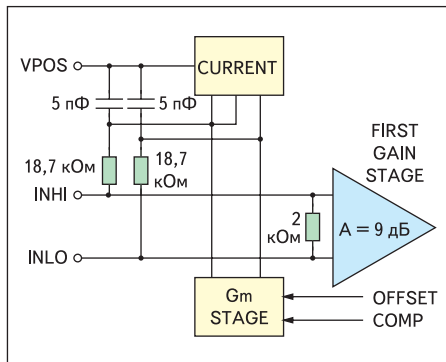 VPOS
CURRENT
5 пФ
5 пФ
FIRST
GAIN
STAGE
18,7 кОм
18,7
кОм
INHI
2
кОм
A = 9 дБ
INLO
Gm
STAGE
OFFSET
COMP